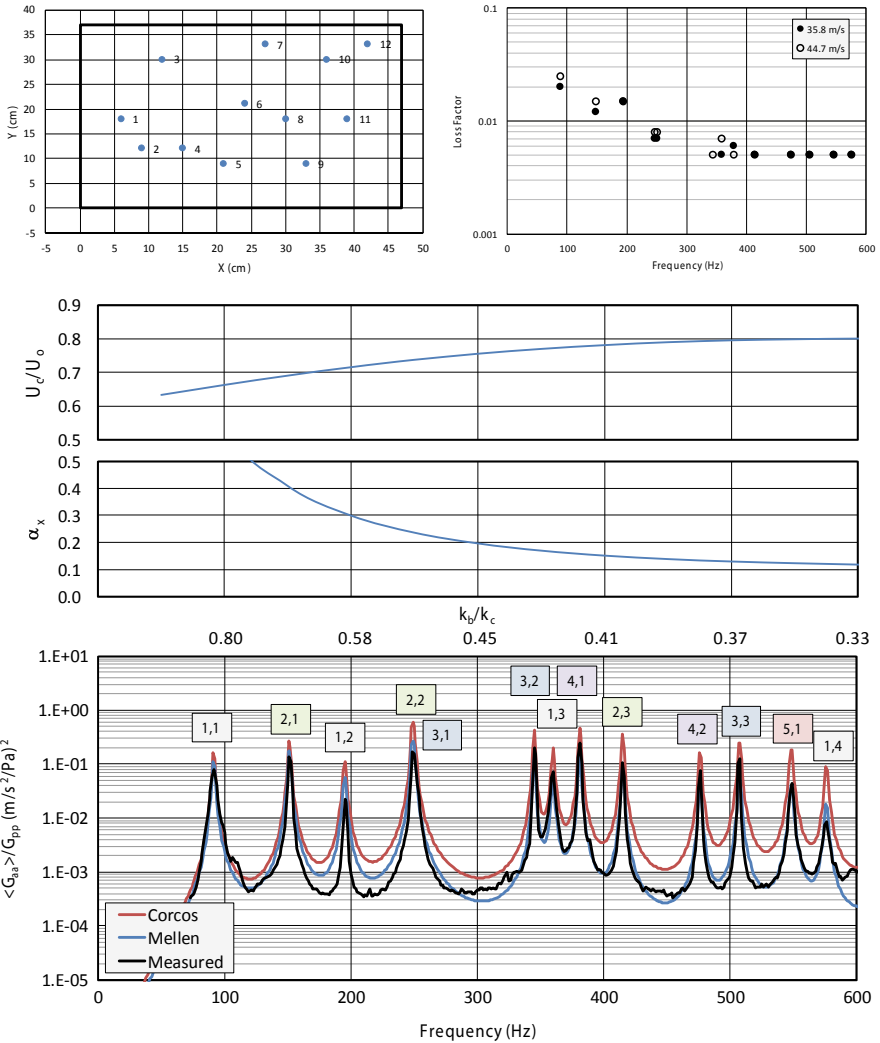 40
35
30
25
20
15
10
5
0
-5
Y (cm)
-5 0 5 10 15 20 25 30 35 40 45 50
X (cm)
1
2
3
4
5
6
7
8
9
10
11
12
0.1
0.01
0.001
Loss Factor
0 100 200 300 400 500 600
Frequency (Hz)
35.8 m/s
44.7 m/s
0.9
0.8
0.7
0.6
0.5
Uc/Uo
0.5
0.4
0.3
0.2
0.1
0.0
αx
kb/kc
0.80 0.58 0.45 0.41 0.37 0.33
1.E+01
1.E+00
1.E-01
1.E-02
1.E-03
1.E-04
1.E-05
<Gaa>/Gpp (m/s²/Pa)²
1,1
2,1
1,2
2,2
3,1
3,2
4,1
1,3
2,3
4,2
3,3
5,1
1,4
Corcos
Mellen
Measured
0 100 200 300 400 500 600
Frequency (Hz)